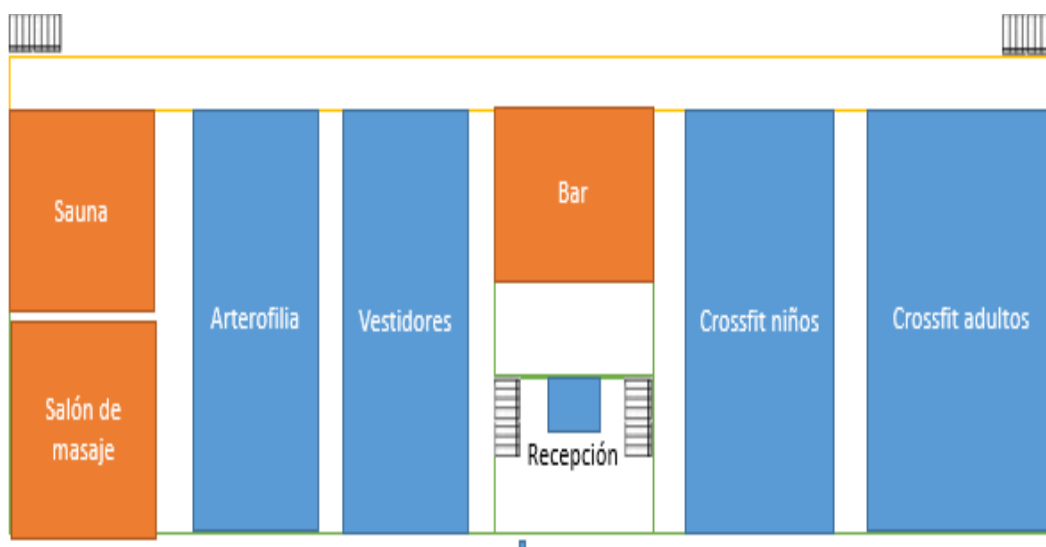 Sauna
Bar
Arterofilia
Vestidores
Crossfit niños
Crossfit adultos
Salón de
masaje
Recepción